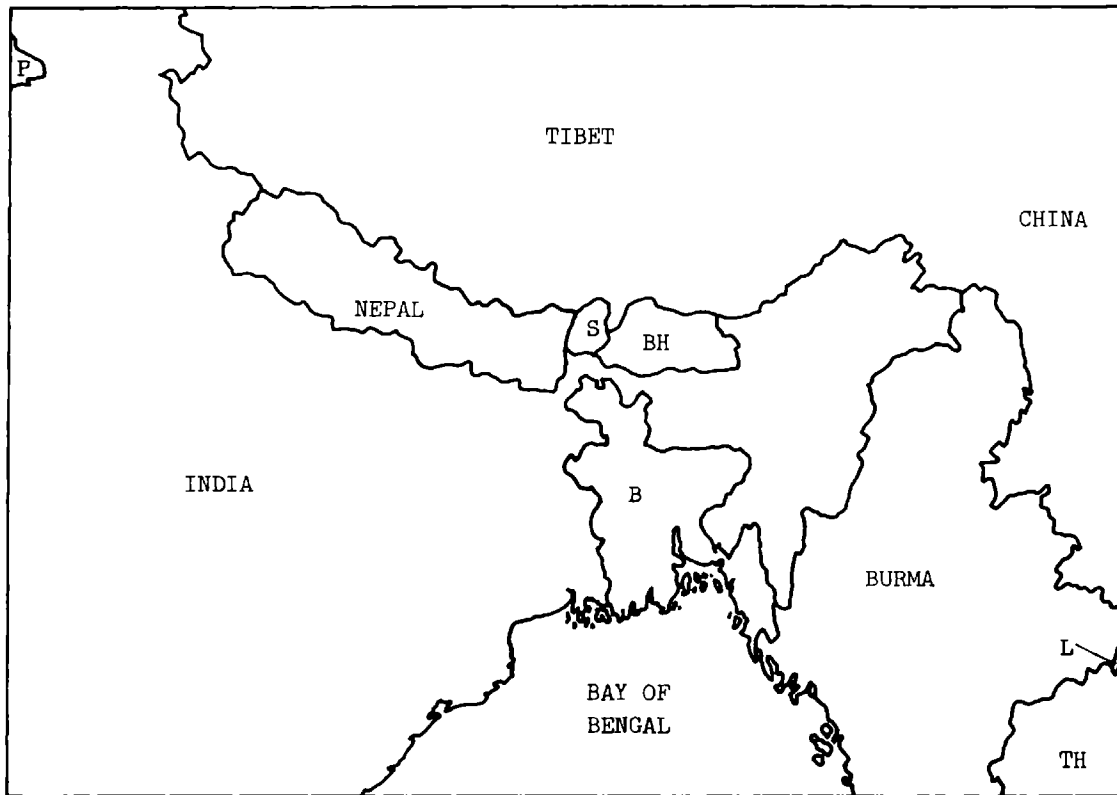 P
TIBET
CHINA
NEPAL
S
BH
INDIA
B
BURMA
L
BAY OF
BENGAL
TH